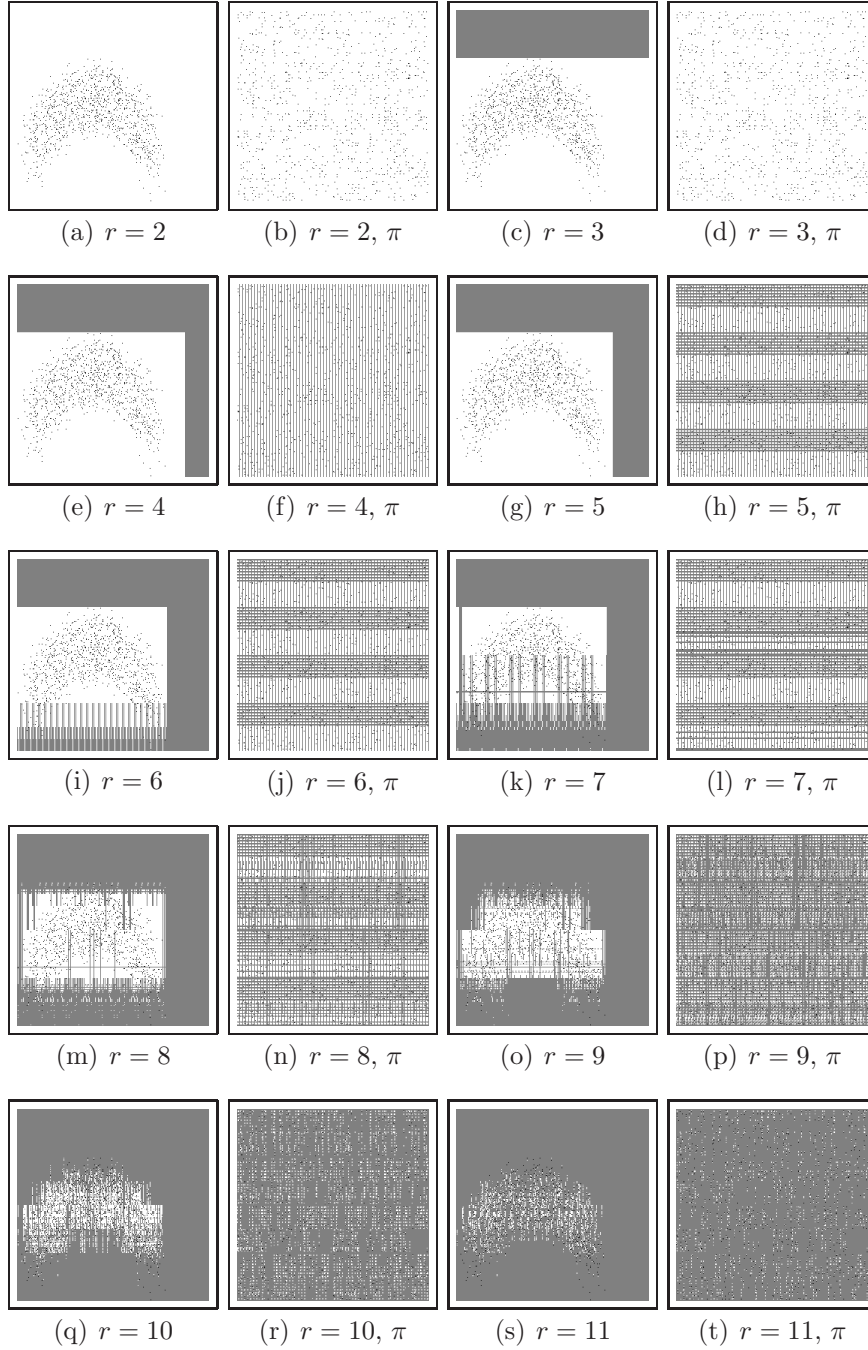 (a) r = 2
(b) r = 2, π
(c) r = 3
(d) r = 3, π
(e) r = 4
(f) r = 4, π
(g) r = 5
(h) r = 5, π
(i) r = 6
(j) r = 6, π
(k) r = 7
(l) r = 7, π
(m) r = 8
(n) r = 8, π
(o) r = 9
(p) r = 9, π
(q) r = 10
(r) r = 10, π
(s) r = 11
(t) r = 11, π